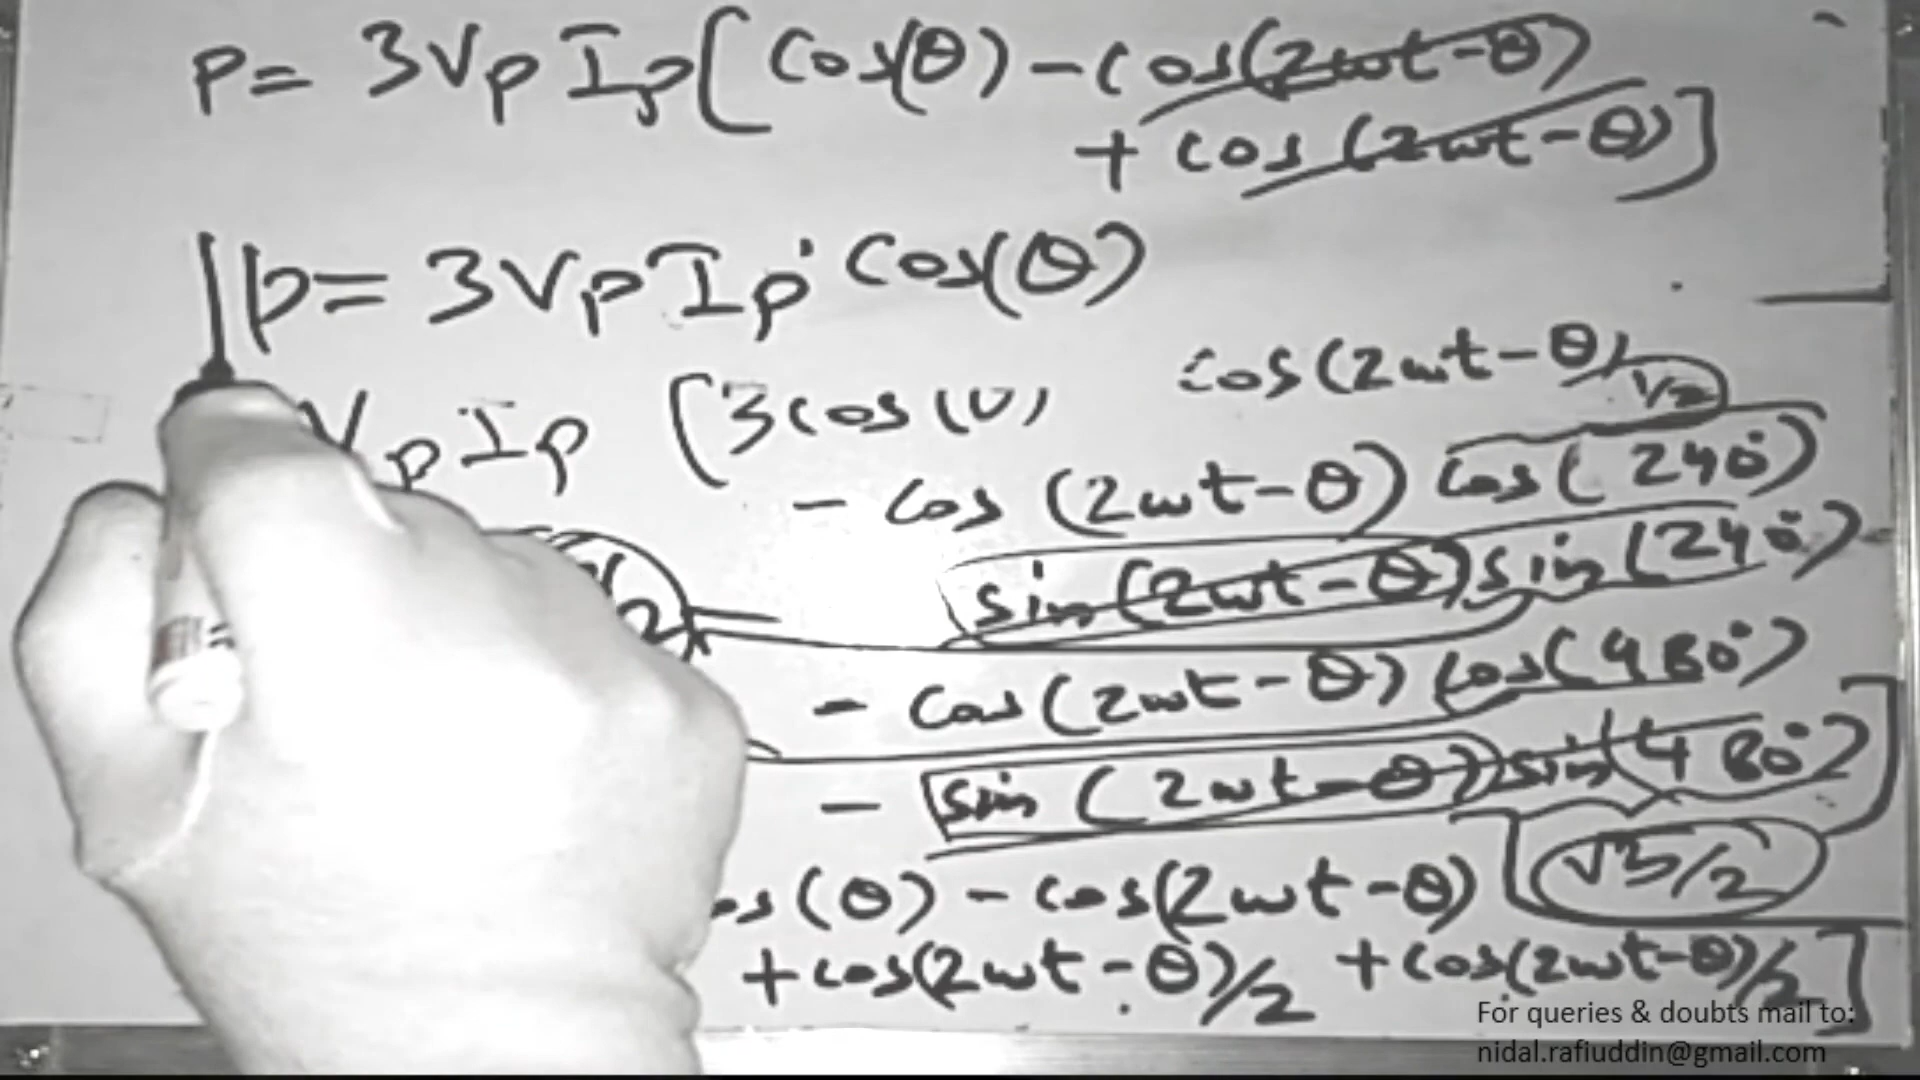 P = 3VpIp[cos(θ) - cos(2ωt-θ)
+ cos(2ωt-θ)]
p = 3VpIp cos(θ)
cos(2ωt-θ)
1/2
VpIp [3cos(
- cos (2ωt-θ) cos(240°)
sin(2ωt-θ) sin(240°)
- cos(2ωt-θ) cos(480°)
- sin (2ωt-θ) sin(480°)]
√3/2
os(θ) - cos(2ωt-θ)
+cos(2ωt-θ)/2 +cos(2ωt-θ)/2]
For queries & doubts mail to:
nidal.rafiuddin@gmail.com